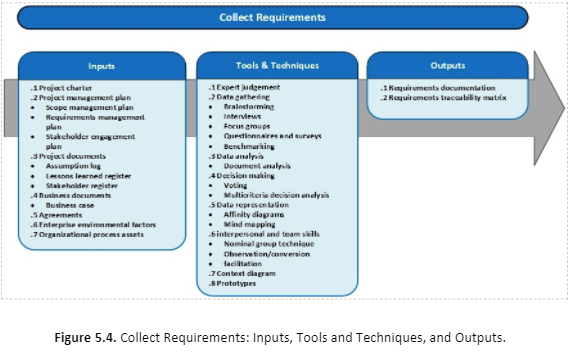 Collect Requirements
Inputs
.1 Project charter
.2 Project management plan
• Scope management plan
• Requirements management
plan
• Stakeholder engagement
plan
.3 Project documents
• Assumption log
• Lessons learned register
• Stakeholder register
.4 Business documents
• Business case
.5 Agreements
.6 Enterprise environmental factors
.7 Organizational process assets
Tools & Techniques
.1 Expert judgement
.2 Data gathering
• Brainstorming
• Interviews
• Focus groups
• Questionnaires and surveys
• Benchmarking
.3 Data analysis
• Document analysis
.4 Decision making
• Voting
• Multicriteria decision analysis
.5 Data representation
• Affinity diagrams
• Mind mapping
.6 interpersonal and team skills
• Nominal group technique
• Observation/conversion
• facilitation
.7 Context diagram
.8 Prototypes
Outputs
.1 Requirements documentation
.2 Requirements traceability matrix
Figure 5.4. Collect Requirements: Inputs, Tools and Techniques, and Outputs.